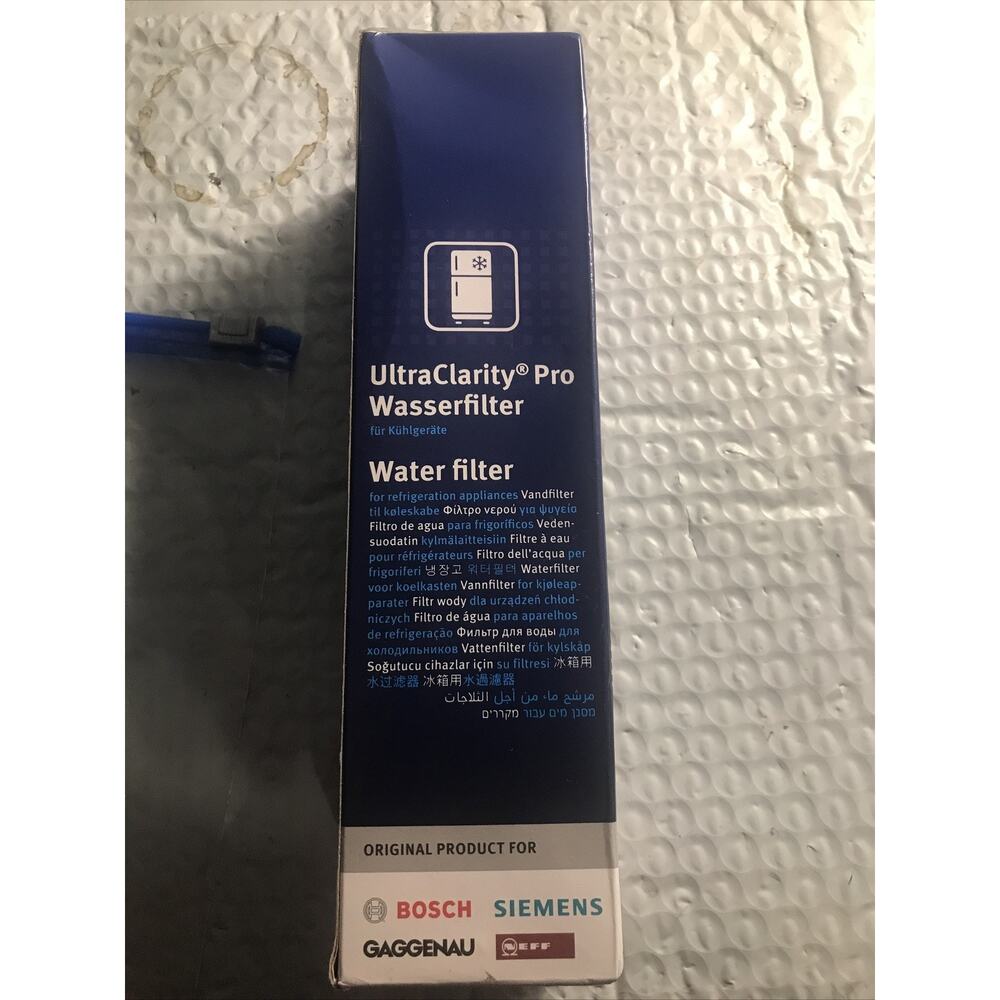 UltraClarity® Pro
Wasserfilter
für Kühlgeräte
Water filter
for refrigeration appliances Vandfilter
til køleskabe Φίλτρο νερού για ψυγεία
Filtro de agua para frigoríficos Veden-
suodatin kylmälaitteisiin Filtre à eau
pour réfrigérateurs Filtro dell'acqua per
frigoriferi 냉장고 워터필터 Waterfilter
voor koelkasten Vannfilter for kjøleap-
parater Filtr wody dla urządzeń chłod-
niczych Filtro de água para aparelhos
de refrigeração Фильтр для воды для
холодильников Vattenfilter för kylskåp
Soğutucu cihazlar için su filtresi 冰箱用
水过滤器 冰箱用水過濾器
مرشح ماء من أجل الثلاجات
מסנן מים עבור מקררים
ORIGINAL PRODUCT FOR
BOSCH SIEMENS
GAGGENAU NEFF